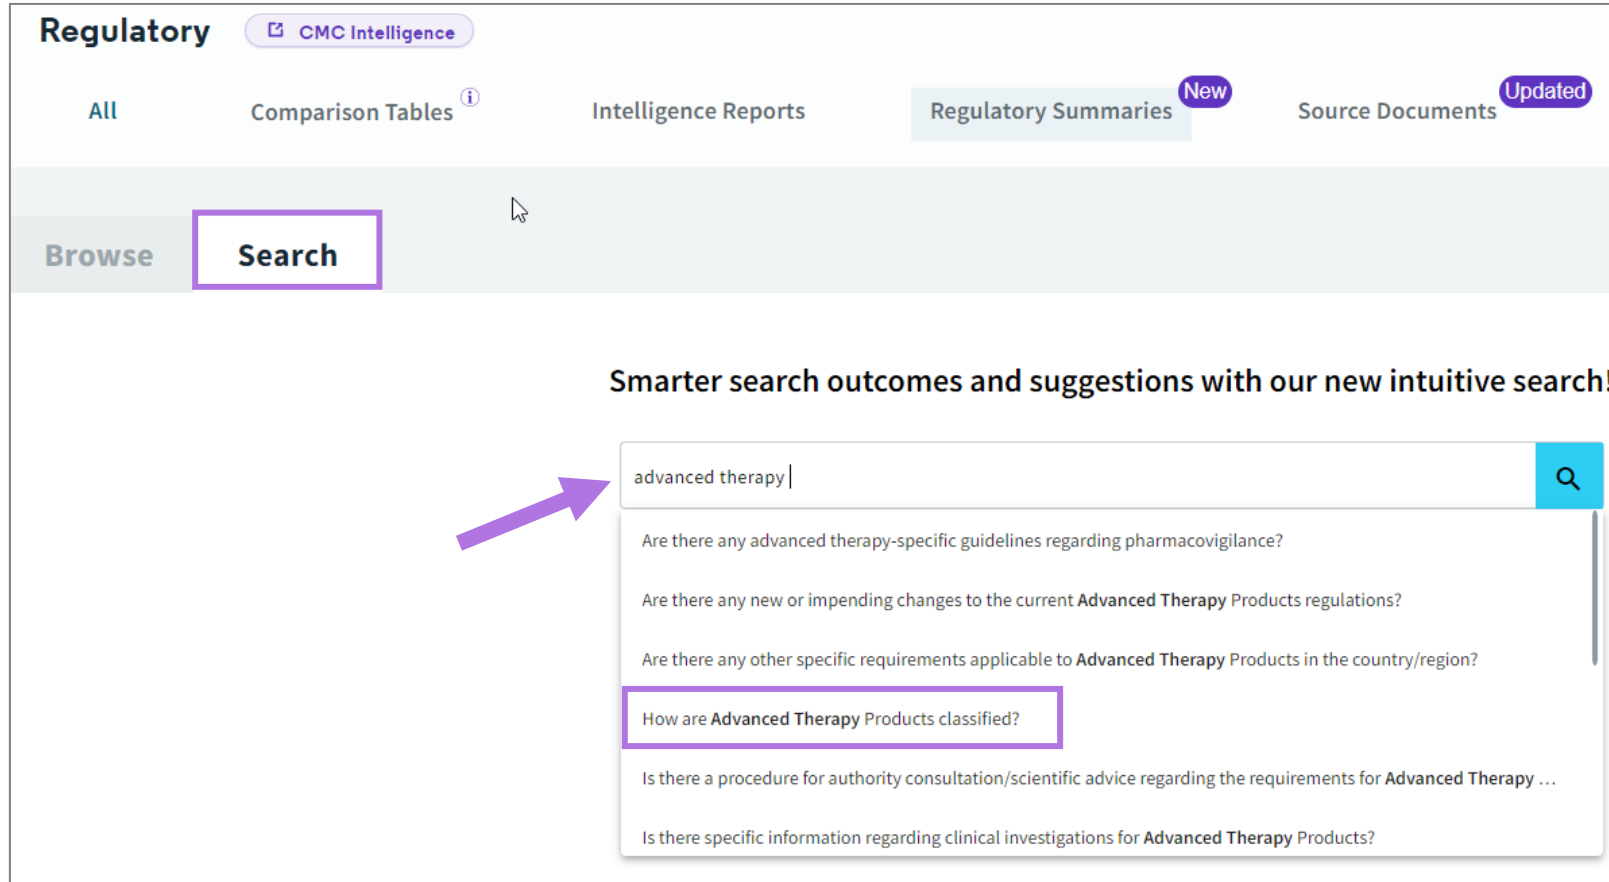 Regulatory
CMC Intelligence
All
Comparison Tables
i
Intelligence Reports
Regulatory Summaries
New
Source Documents
Updated
Browse
Search
Smarter search outcomes and suggestions with our new intuitive search!
advanced therapy
Are there any advanced therapy-specific guidelines regarding pharmacovigilance?
Are there any new or impending changes to the current Advanced Therapy Products regulations?
Are there any other specific requirements applicable to Advanced Therapy Products in the country/region?
How are Advanced Therapy Products classified?
Is there a procedure for authority consultation/scientific advice regarding the requirements for Advanced Therapy ...
Is there specific information regarding clinical investigations for Advanced Therapy Products?